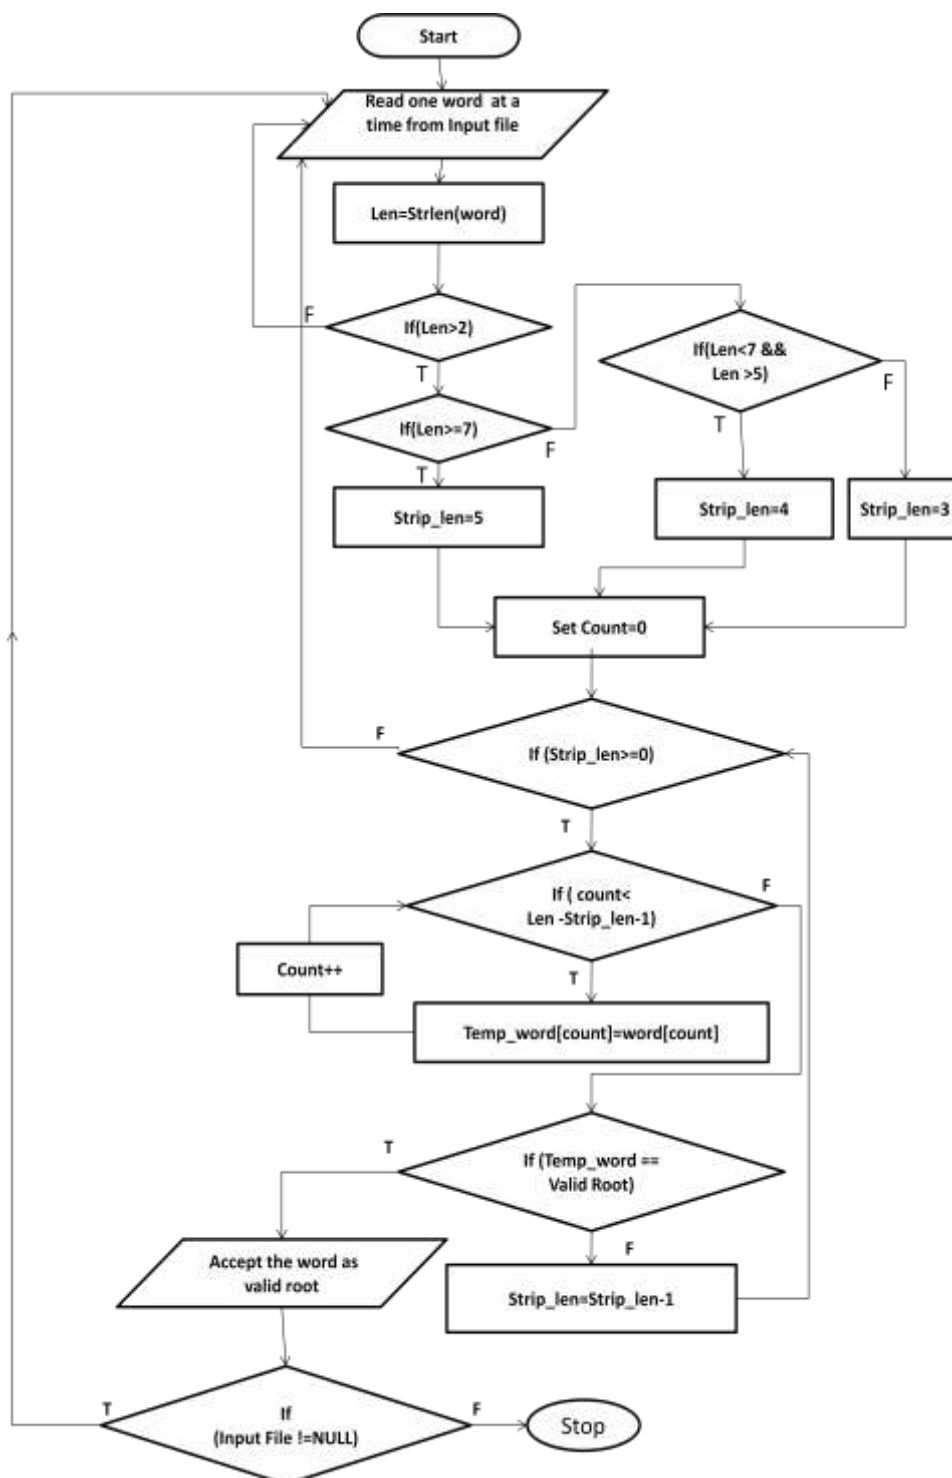 Start
Read one word at a
time from Input file
Len=Strlen(word)
F
If(Len>2)
T
If(Len<7 &&
Len >5)
F
T
If(Len>=7)
F
T
Strip_len=5
Strip_len=4
Strip_len=3
Set Count=0
F
If (Strip_len>=0)
T
If ( count<
Len -Strip_len-1)
F
Count++
T
Temp_word[count]=word[count]
T
If (Temp_word ==
Valid Root)
F
Accept the word as
valid root
Strip_len=Strip_len-1
T
If
(Input File !=NULL)
F
Stop